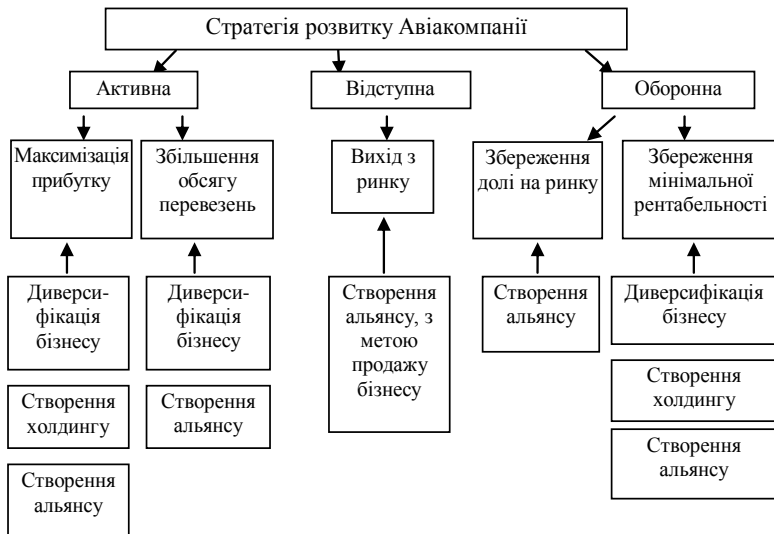 Стратегія розвитку Авіакомпанії
Активна
Відступна
Оборонна
Максимізація
прибутку
Збільшення
обсягу
перевезень
Вихід з
ринку
Збереження
долі на ринку
Збереження
мінімальної
рентабельності
Диверси-
фікація
бізнесу
Диверси-
фікація
бізнесу
Створення
альянсу, з
метою
продажу
бізнесу
Створення
альянсу
Диверсифікація
бізнесу
Створення
холдингу
Створення
альянсу
Створення
холдингу
Створення
альянсу
Створення
альянсу